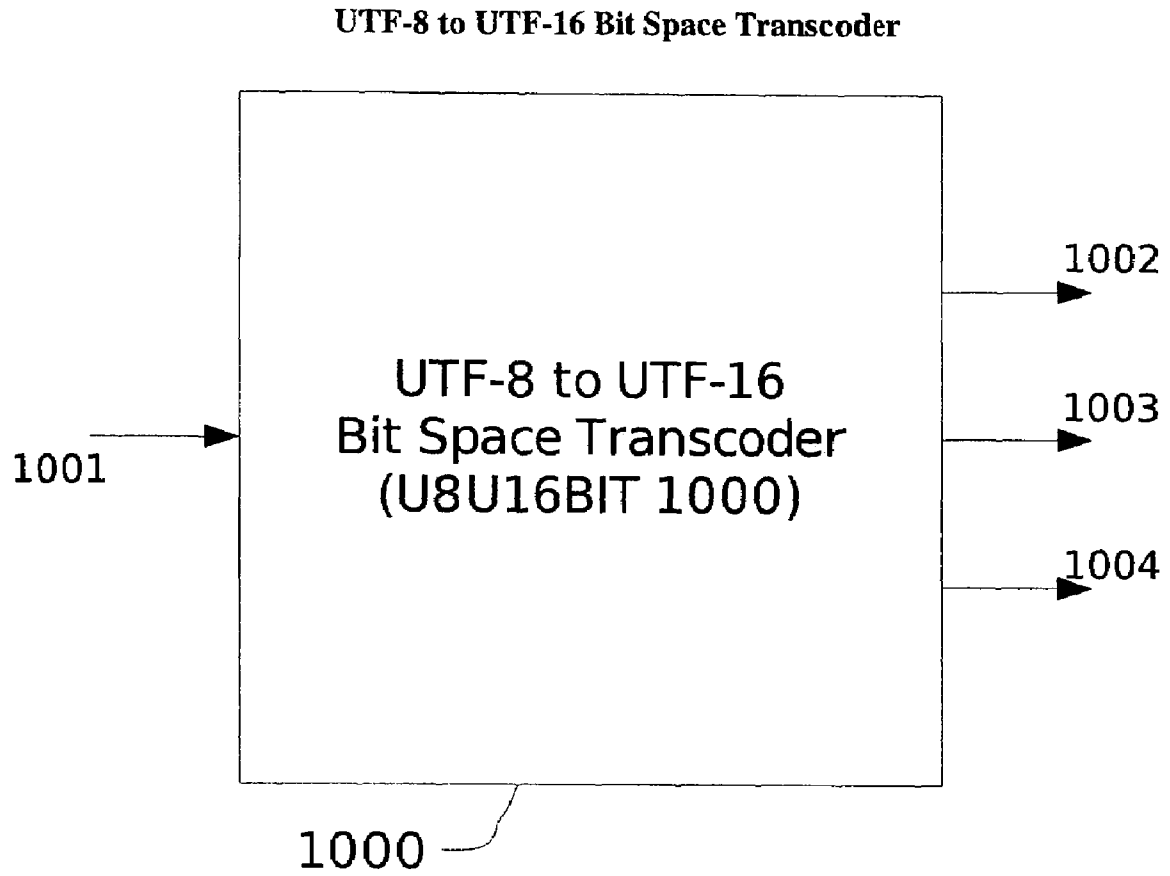 UTF-8 to UTF-16 Bit Space Transcoder
1002
UTF-8 to UTF-16
Bit Space Transcoder
(U8U16BIT 1000)
1003
1001
1004
1000